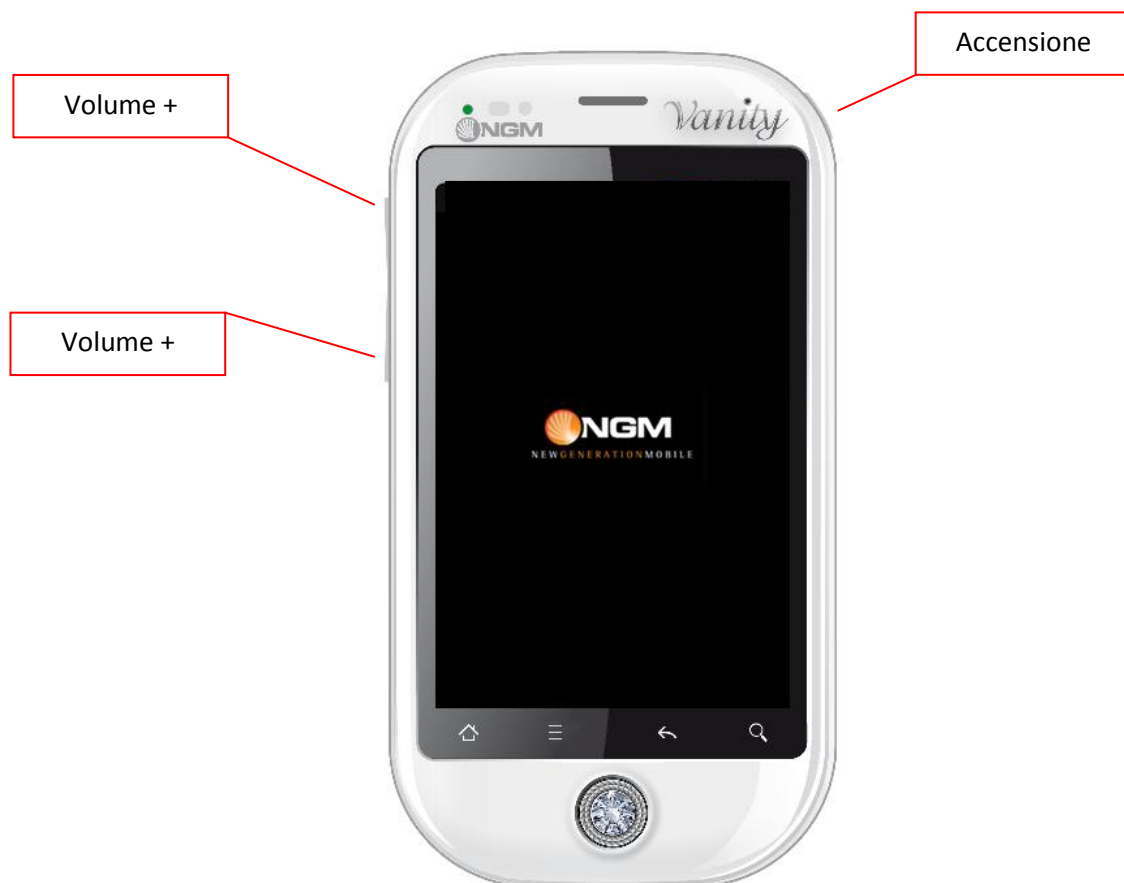 Accensione
Volume +
NGM
Vanity
Volume +
NGM
NEWGENERATIONMOBILE